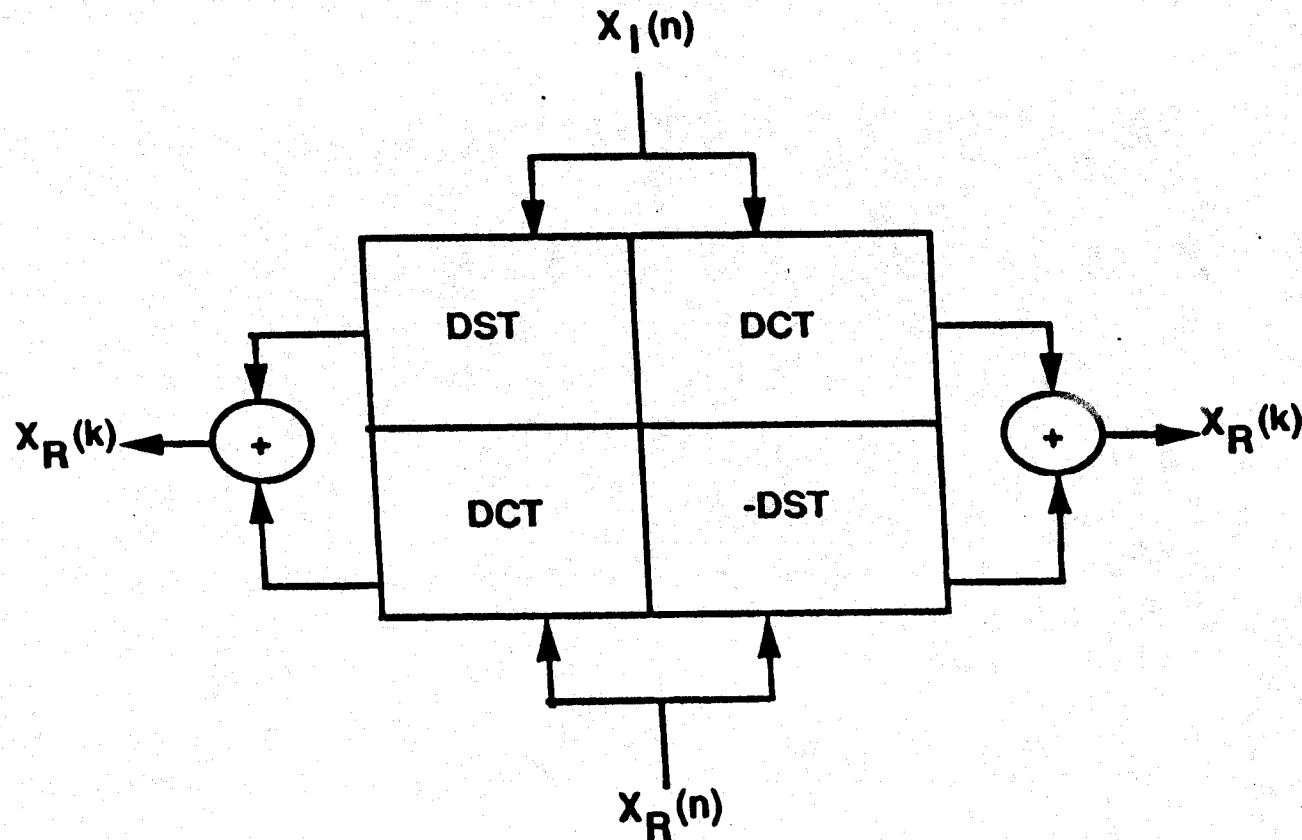 X_I(n)
DST
DCT
X_R(k)
+
+
X_R(k)
DCT
-DST
X_R(n)